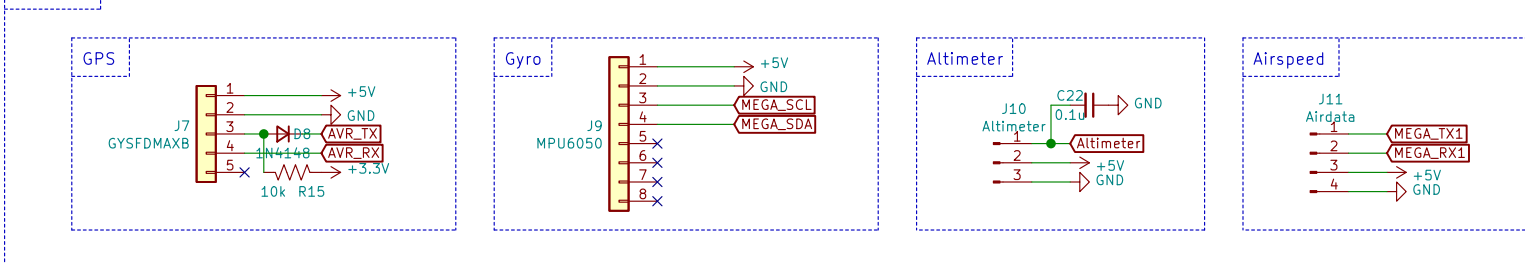 GPS
J7
GYSFDMAXB
1
2
3
4
5
+5V
GND
D8
1N4148
AVR_TX
AVR_RX
+3.3V
10k
R15
Gyro
J9
MPU6050
1
2
3
4
5
6
7
8
+5V
GND
MEGA_SCL
MEGA_SDA
Altimeter
J10
Altimeter
1
2
3
C22
0.1u
GND
Altimeter
+5V
GND
Airspeed
J11
Airdata
1
2
3
4
MEGA_TX1
MEGA_RX1
+5V
GND